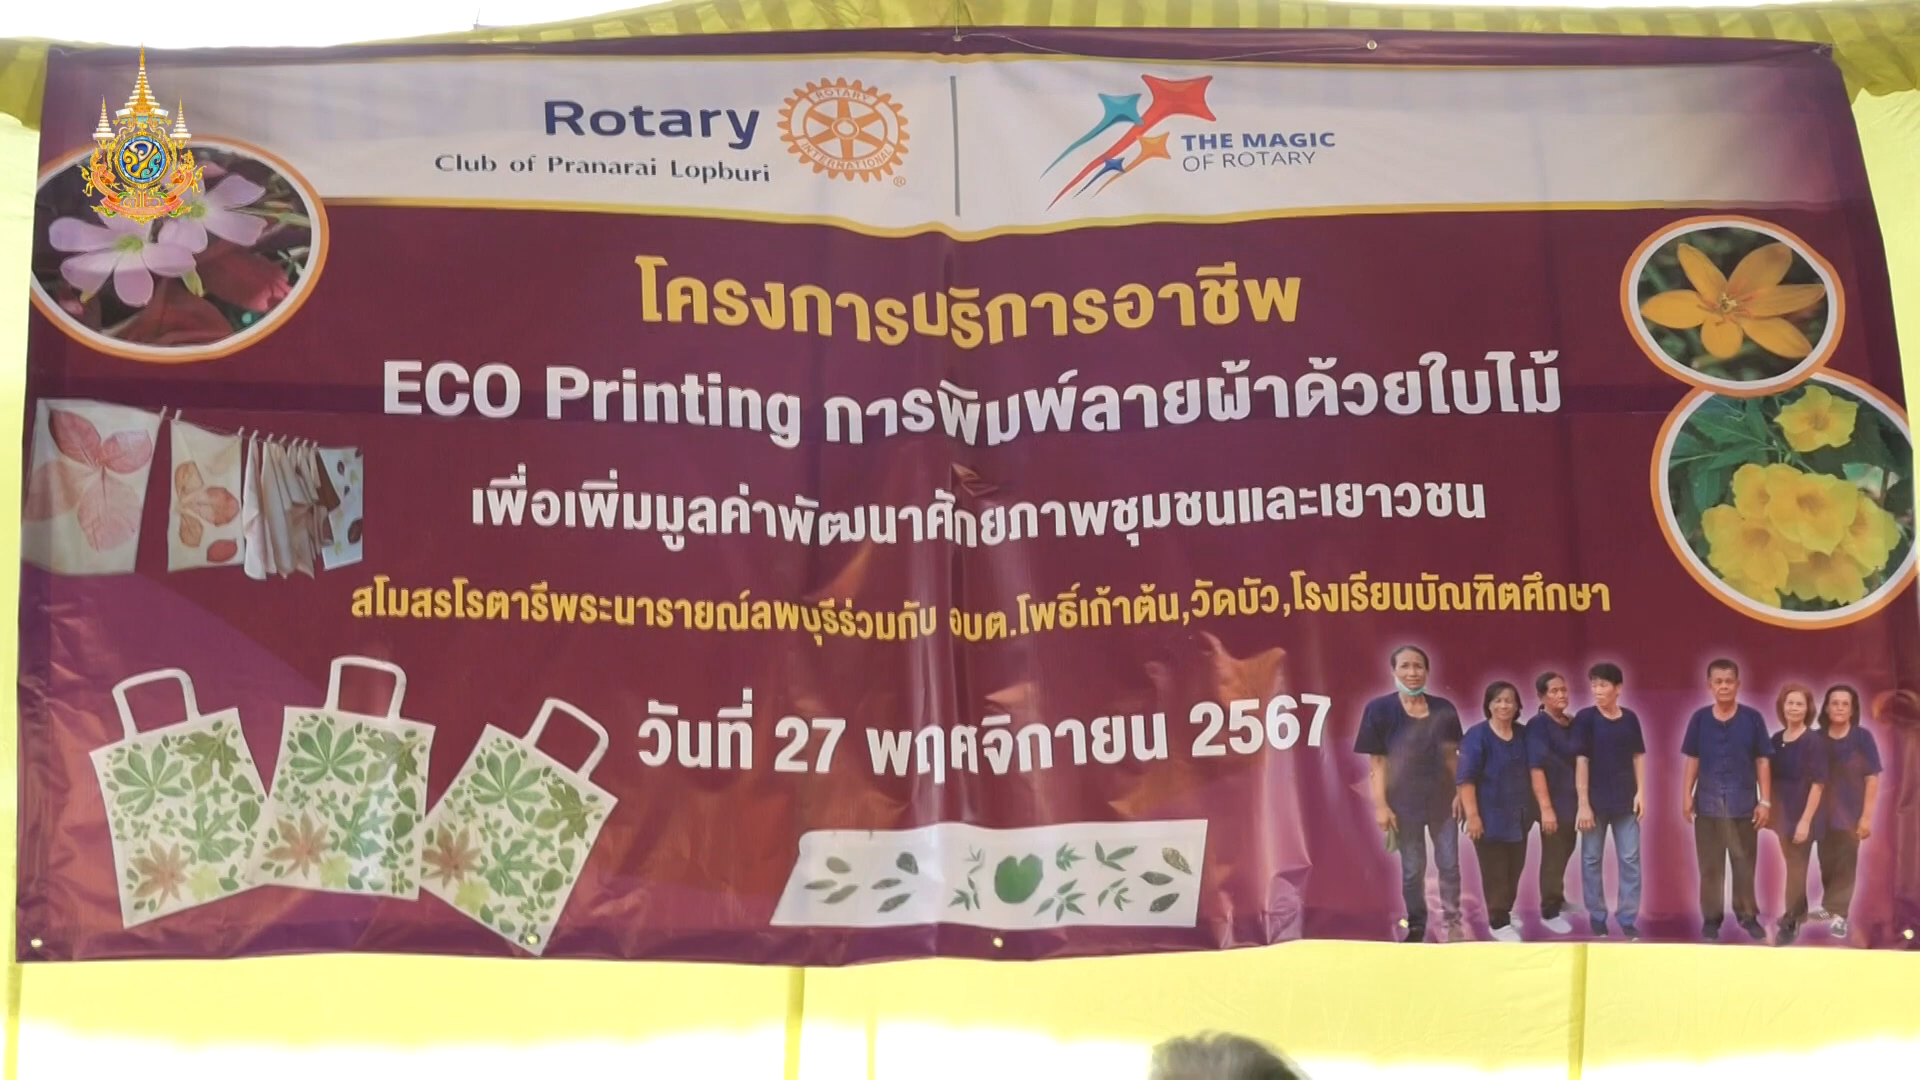 Rotary
Club of Pranarai Lopburi
ROTARY
INTERNATIONAL
®
THE MAGIC
OF ROTARY
โครงการบริการอาชีพ
ECO Printing การพิมพ์ลายผ้าด้วยใบไม้
เพื่อเพิ่มมูลค่าพัฒนาศักยภาพชุมชนและเยาวชน
สโมสรโรตารีพระนารายณ์ลพบุรีร่วมกับ อบต.โพธิ์เก้าต้น,วัดบัว,โรงเรียนบัณฑิตศึกษา
วันที่ 27 พฤศจิกายน 2567